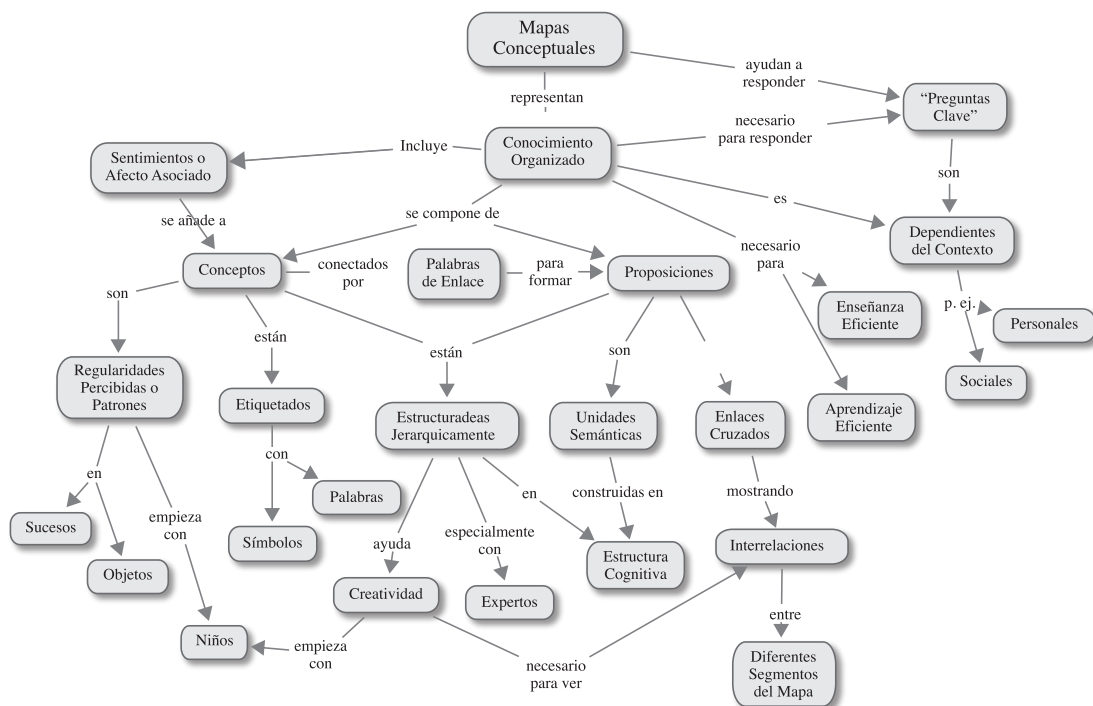 Mapas
Conceptuales
ayudan a
responder
representan
“Preguntas
Clave”
necesario
para responder
Conocimiento
Organizado
Incluye
Sentimientos o
Afecto Asociado
son
es
se añade a
se compone de
Dependientes
del Contexto
necesario
para
Conceptos
conectados
por
Palabras
de Enlace
para
formar
Proposiciones
son
Enseñanza
Eficiente
p. ej.
Personales
están
están
son
Regularidades
Percibidas o
Patrones
Sociales
Etiquetados
Estructuradeas
Jerarquicamente
Unidades
Semánticas
Enlaces
Cruzados
Aprendizaje
Eficiente
con
en
Palabras
en
construidas en
mostrando
Sucesos
empieza
con
Símbolos
ayuda
especialmente
con
Estructura
Cognitiva
Interrelaciones
Objetos
Creatividad
Expertos
entre
Niños
empieza
con
necesario
para ver
Diferentes
Segmentos
del Mapa